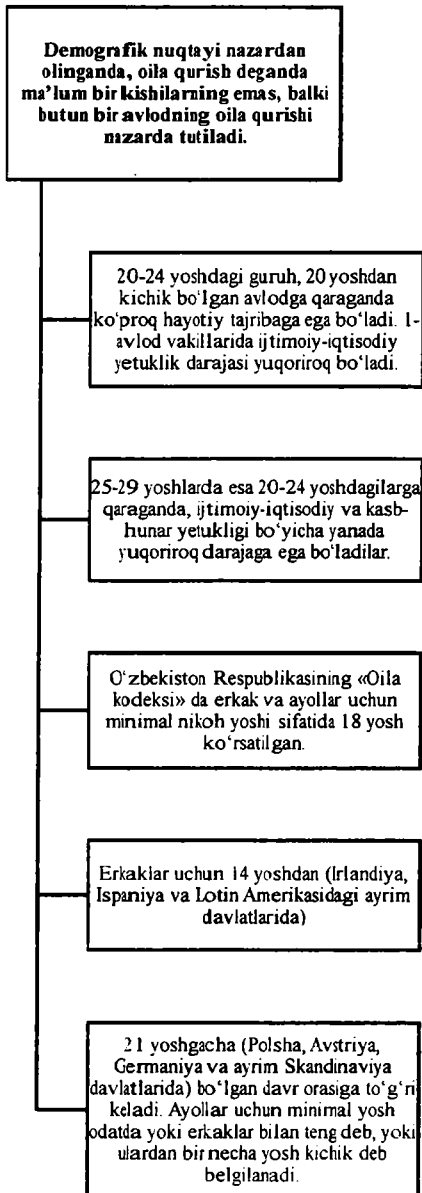 Demografik nuqtayi nazardan
olinganda, oila qurish deganda
ma'lum bir kishilarning emas, balki
butun bir avlodning oila qurishi
nazarda tutiladi.
20-24 yoshdagi guruh, 20 yoshdan
kichik bo‘lgan avlodga qaraganda
ko‘proq hayotiy tajribaga ega bo‘ladi. 1-
avlod vakillarida ijtimoiy-iqtisodiy
yetuklik darajasi yuqoriroq bo‘ladi.
25-29 yoshlarda esa 20-24 yoshdagilarga
qaraganda, ijtimoiy-iqtisodiy va kasb-
hunar yetukligi bo‘yicha yanada
yuqoriroq darajaga ega bo‘ladilar.
O‘zbekiston Respublikasining «Oila
kodeksi» da erkak va ayollar uchun
minimal nikoh yoshi sifatida 18 yosh
ko‘rsatilgan.
Erkaklar uchun 14 yoshdan (Irlandiya,
Ispaniya va Lotin Amerikasidagi ayrim
davlatlarida)
21 yoshgacha (Polsha, Avstriya,
Germaniya va ayrim Skandinaviya
davlatlarida) bo‘lgan davr orasiga to‘g‘ri
keladi. Ayollar uchun minimal yosh
odatda yoki erkaklar bilan teng deb, yoki
ulardan bir necha yosh kichik deb
belgilanadi.